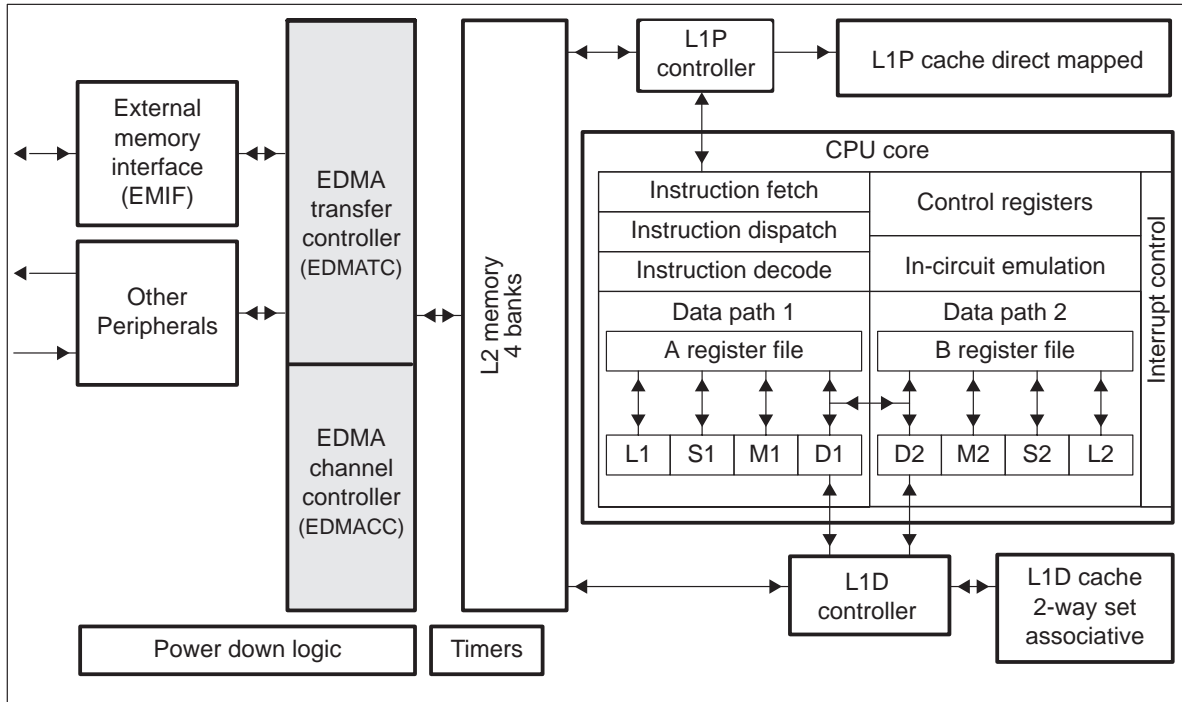 External
memory
interface
(EMIF)
Other
Peripherals
EDMA
transfer
controller
(EDMATC)
EDMA
channel
controller
(EDMACC)
L2 memory
4 banks
Power down logic
Timers
L1P
controller
L1P cache direct mapped
CPU core
Instruction fetch
Instruction dispatch
Instruction decode
Control registers
In-circuit emulation
Interrupt control
Data path 1
A register file
L1 S1 M1 D1
Data path 2
B register file
D2 M2 S2 L2
L1D
controller
L1D cache
2-way set
associative